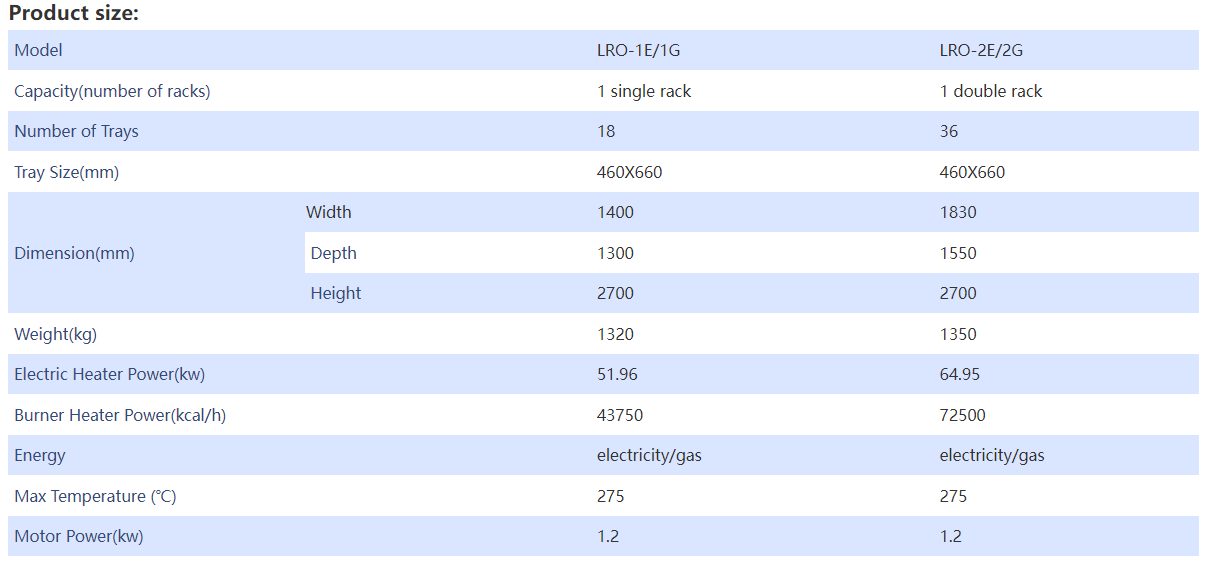 Product size:
Model LRO-1E/1G LRO-2E/2G
Capacity(number of racks) 1 single rack 1 double rack
Number of Trays 18 36
Tray Size(mm) 460X660 460X660
Dimension(mm) Width 1400 1830
Depth 1300 1550
Height 2700 2700
Weight(kg) 1320 1350
Electric Heater Power(kw) 51.96 64.95
Burner Heater Power(kcal/h) 43750 72500
Energy electricity/gas electricity/gas
Max Temperature (℃) 275 275
Motor Power(kw) 1.2 1.2